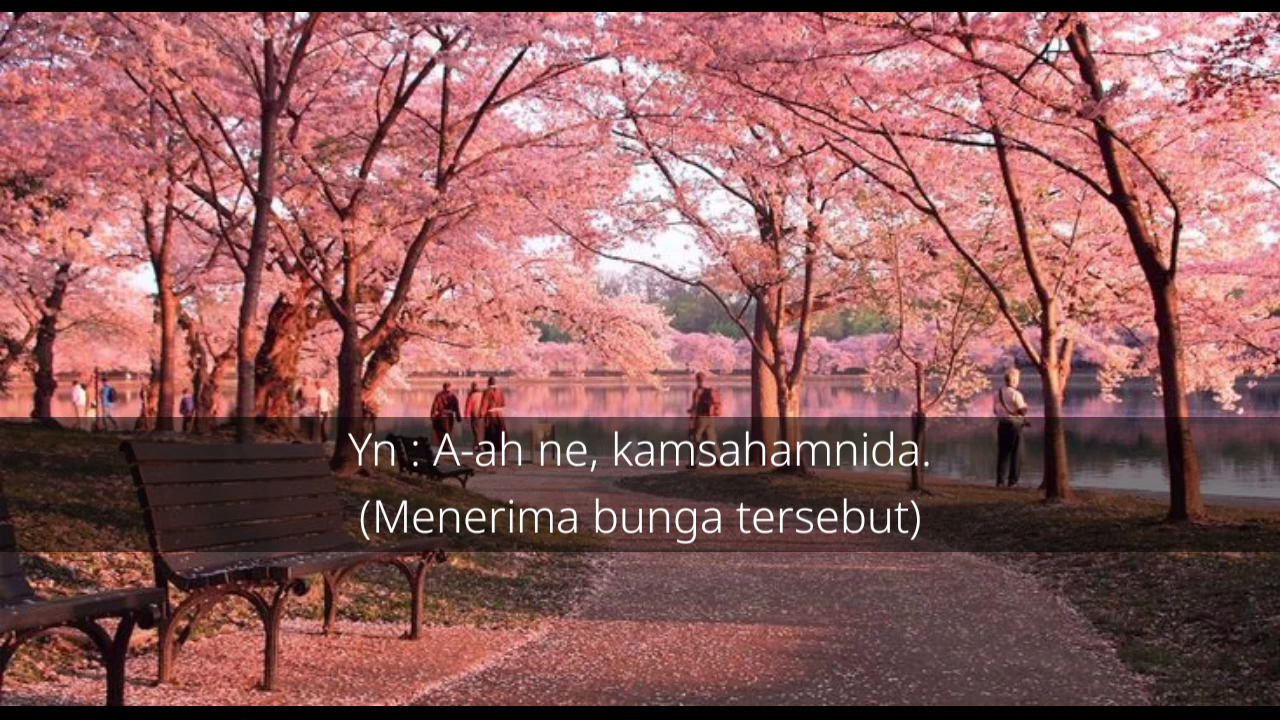 Yn : A-ah ne, kamsahamnida.
(Menerima bunga tersebut)